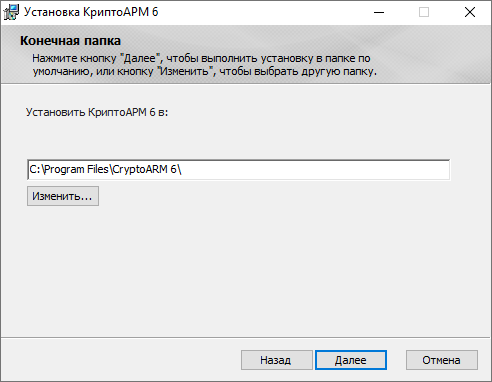 Установка КриптоАРМ 6
Конечная папка
Нажмите кнопку "Далее", чтобы выполнить установку в папке по
умолчанию, или кнопку "Изменить", чтобы выбрать другую папку.
Установить КриптоАРМ 6 в:
C:\Program Files\CryptoARM 6\
Изменить...
Назад Далее Отмена